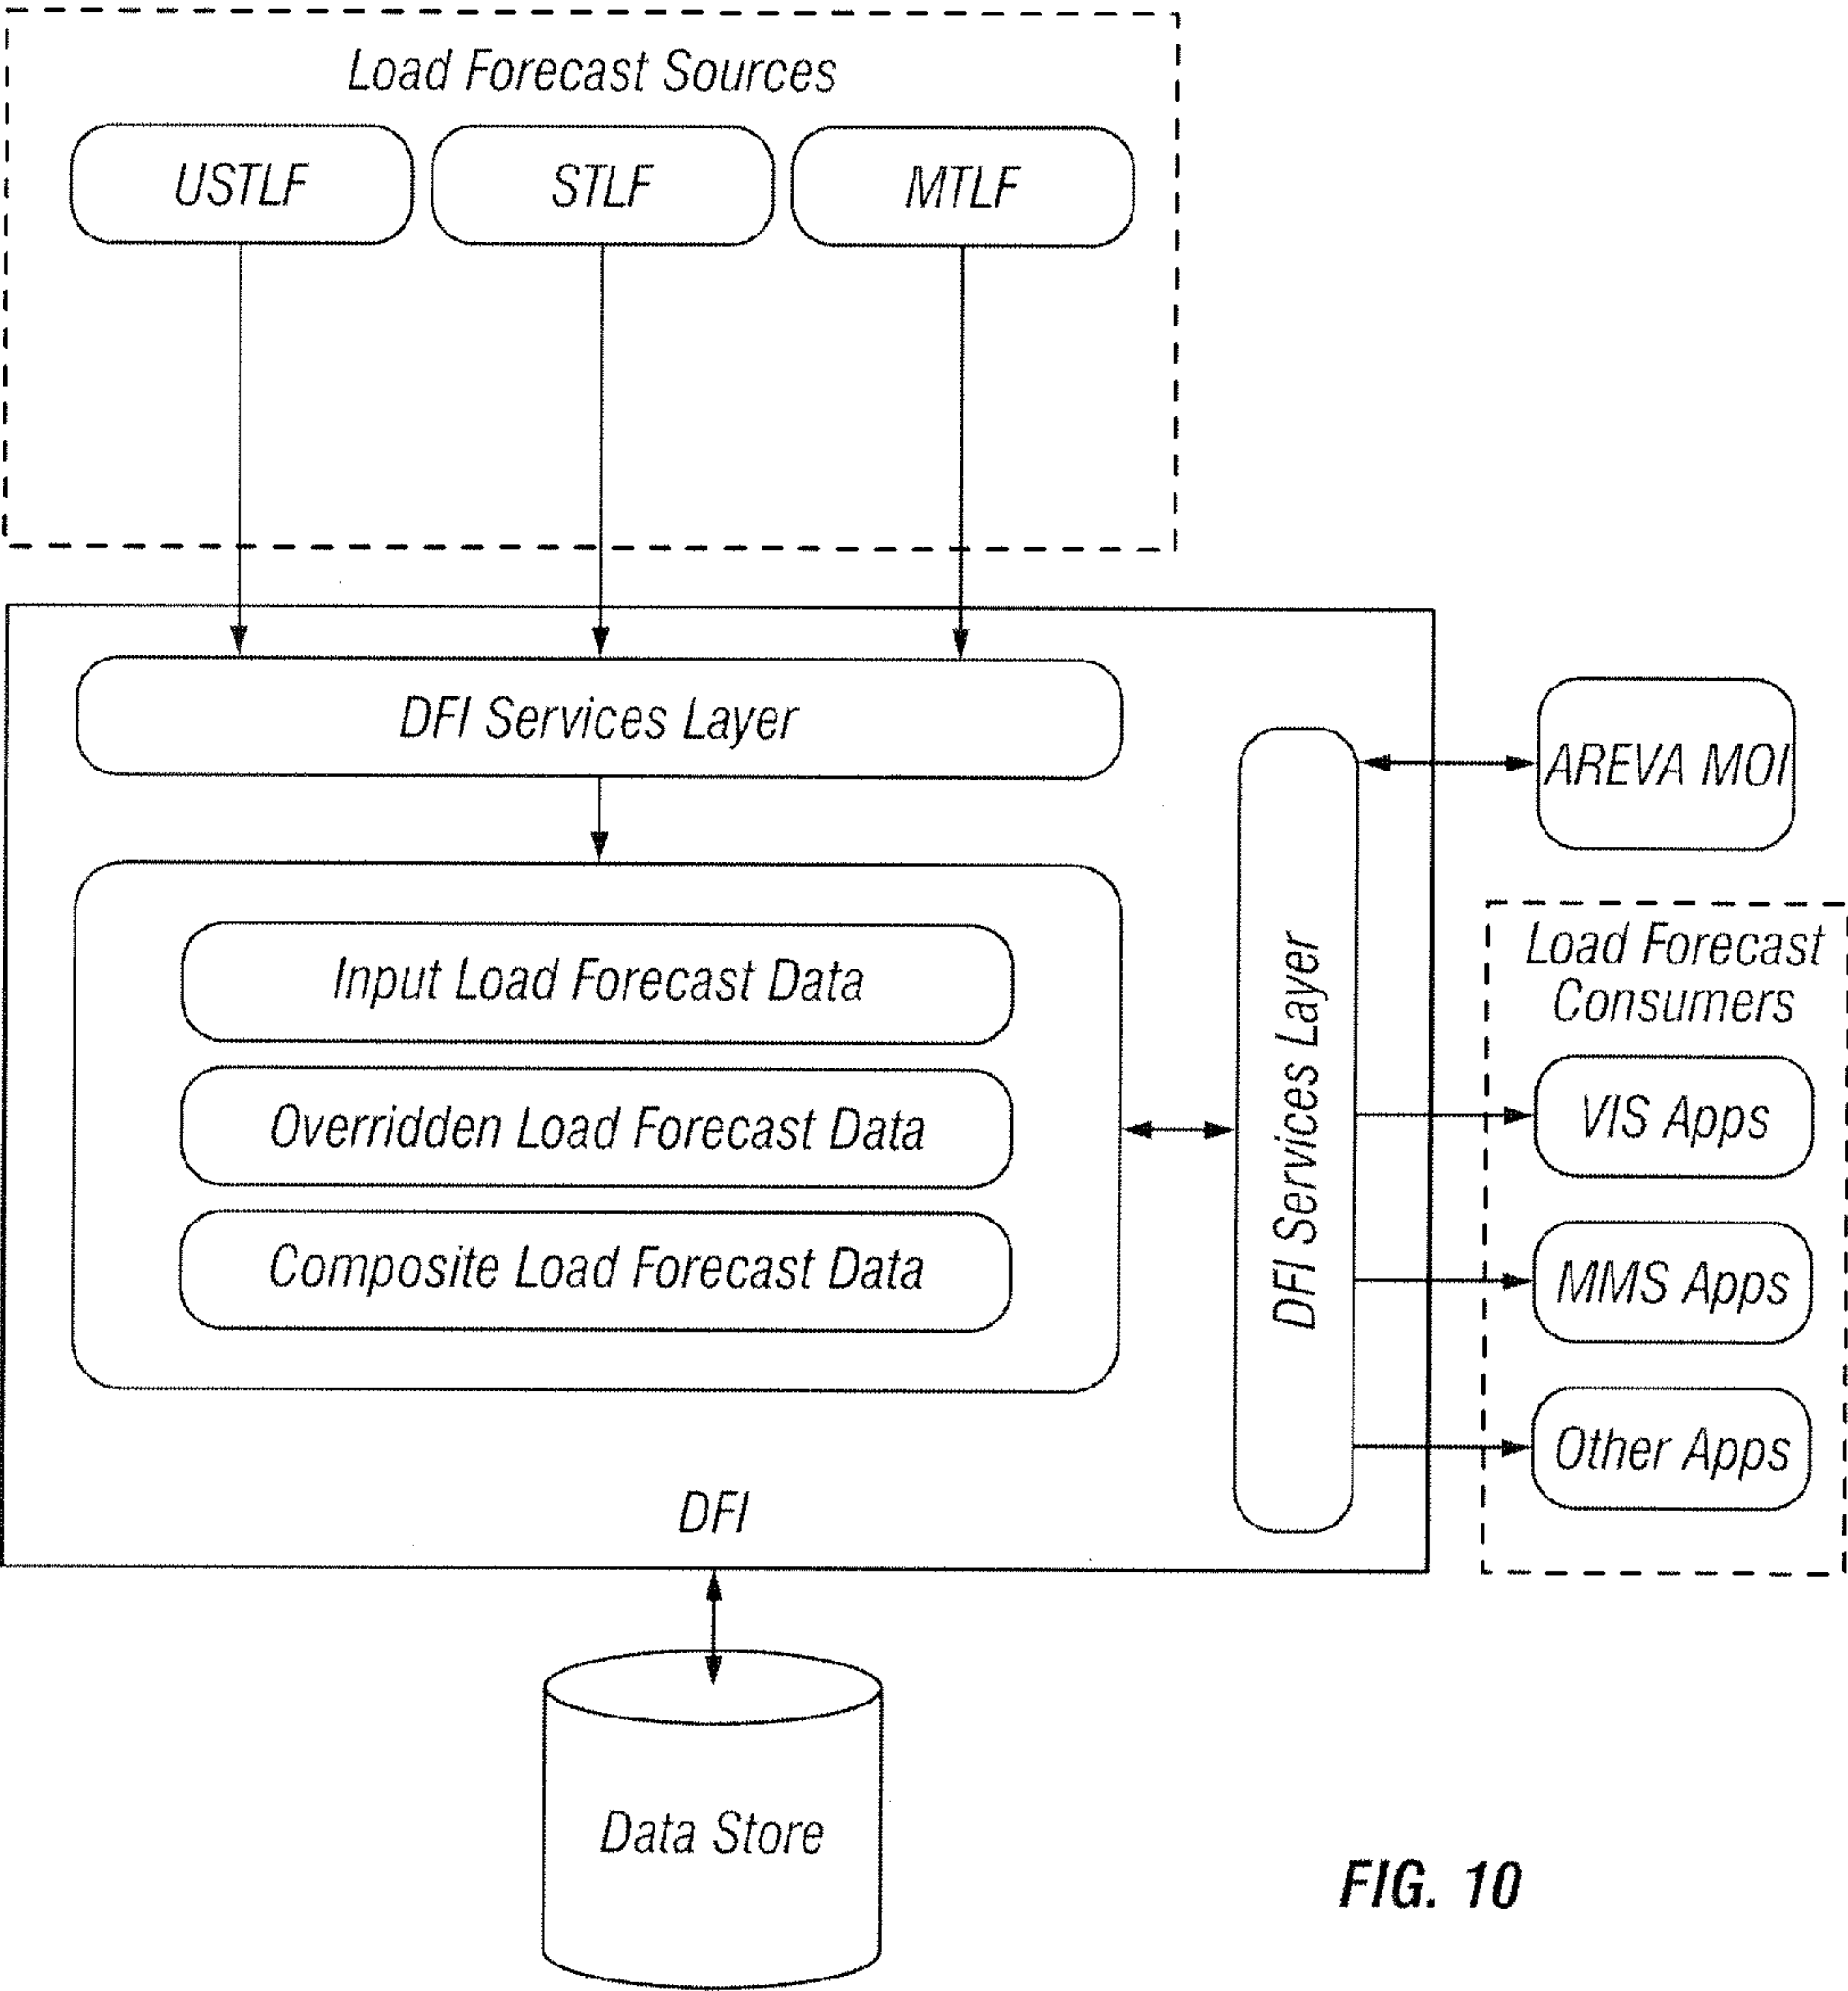 Load Forecast Sources
USTLF
STLF
MTLF
DFI Services Layer
Input Load Forecast Data
Overridden Load Forecast Data
Composite Load Forecast Data
DFI
DFI Services Layer
AREVA MOI
Load Forecast
Consumers
VIS Apps
MMS Apps
Other Apps
Data Store
FIG. 10